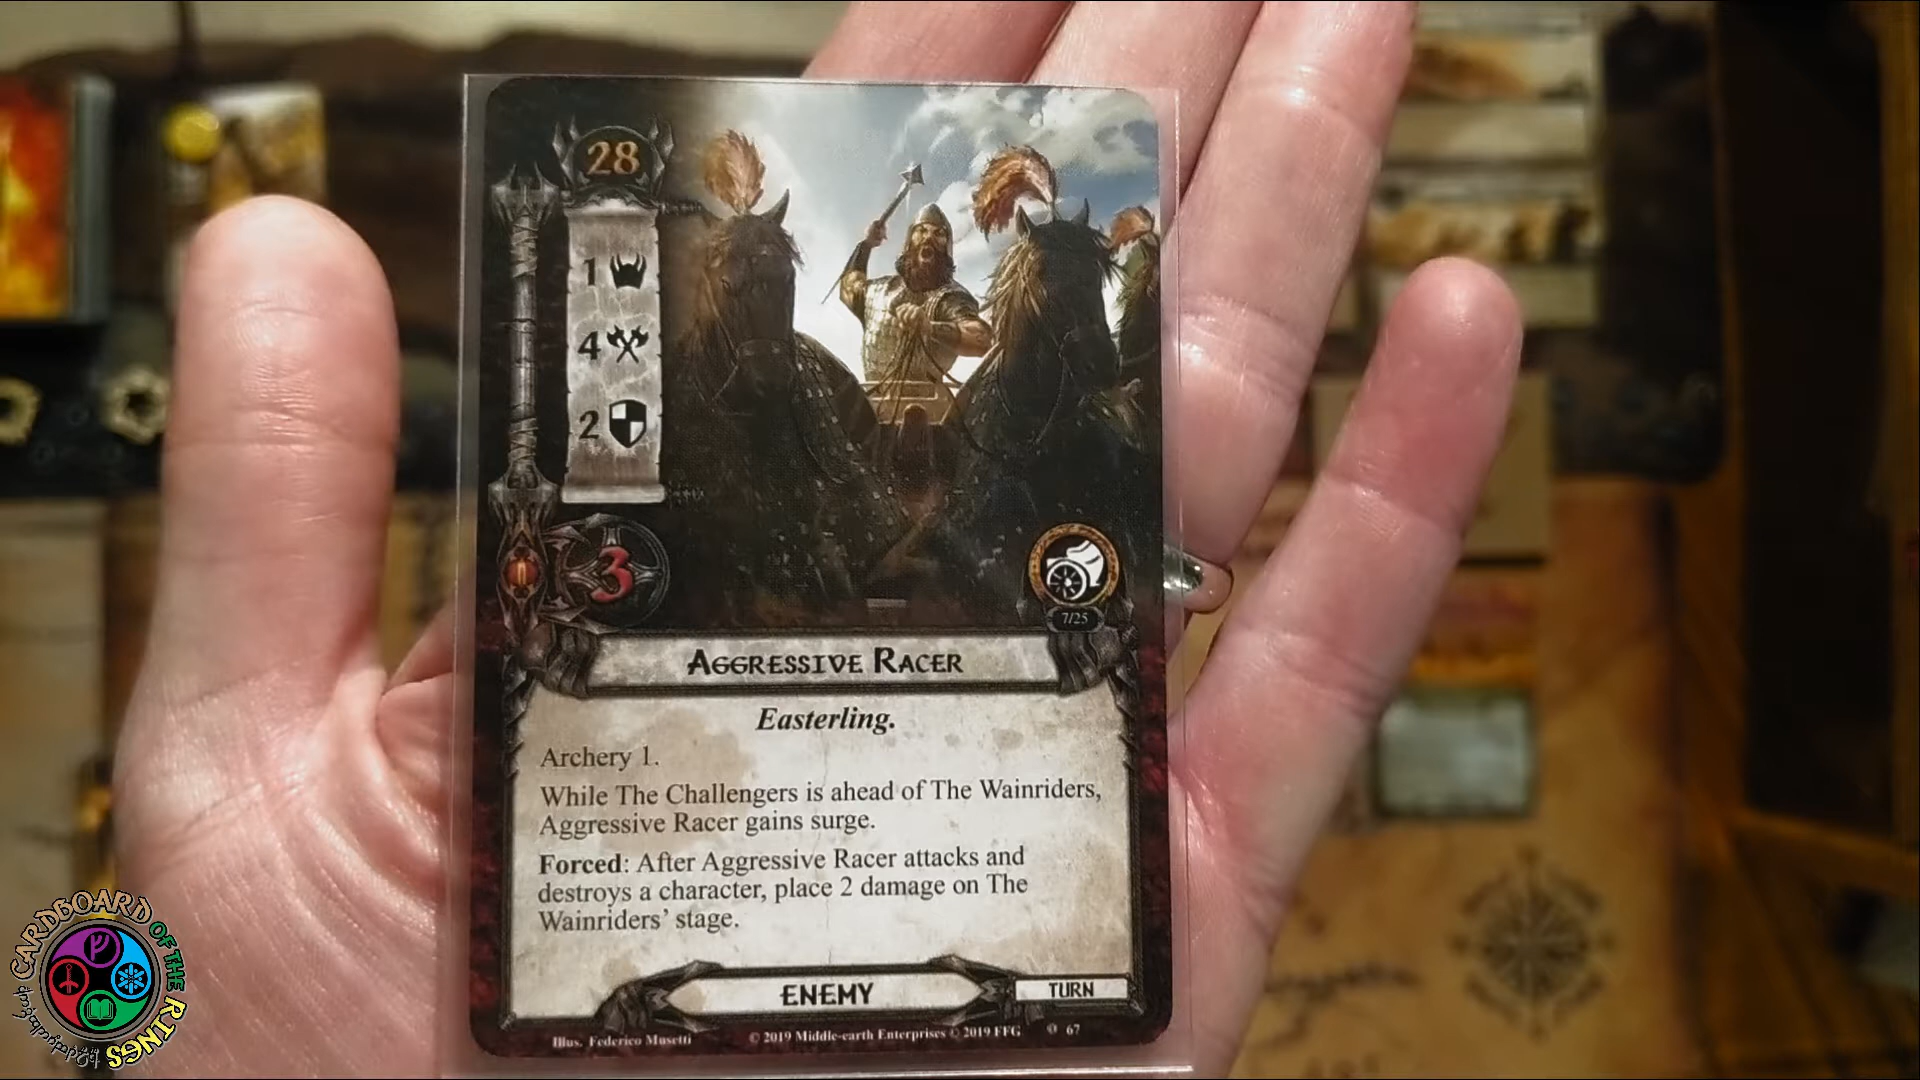 28
1
4
2
3
7/25
AGGRESSIVE RACER
Easterling.
Archery 1.
While The Challengers is ahead of The Wainriders,
Aggressive Racer gains surge.
Forced: After Aggressive Racer attacks and
destroys a character, place 2 damage on The
Wainriders' stage.
ENEMY
TURN
Illus. Federico Musetti
© 2019 Middle-earth Enterprises © 2019 FFG
67
CARDBOARD OF THE RINGS